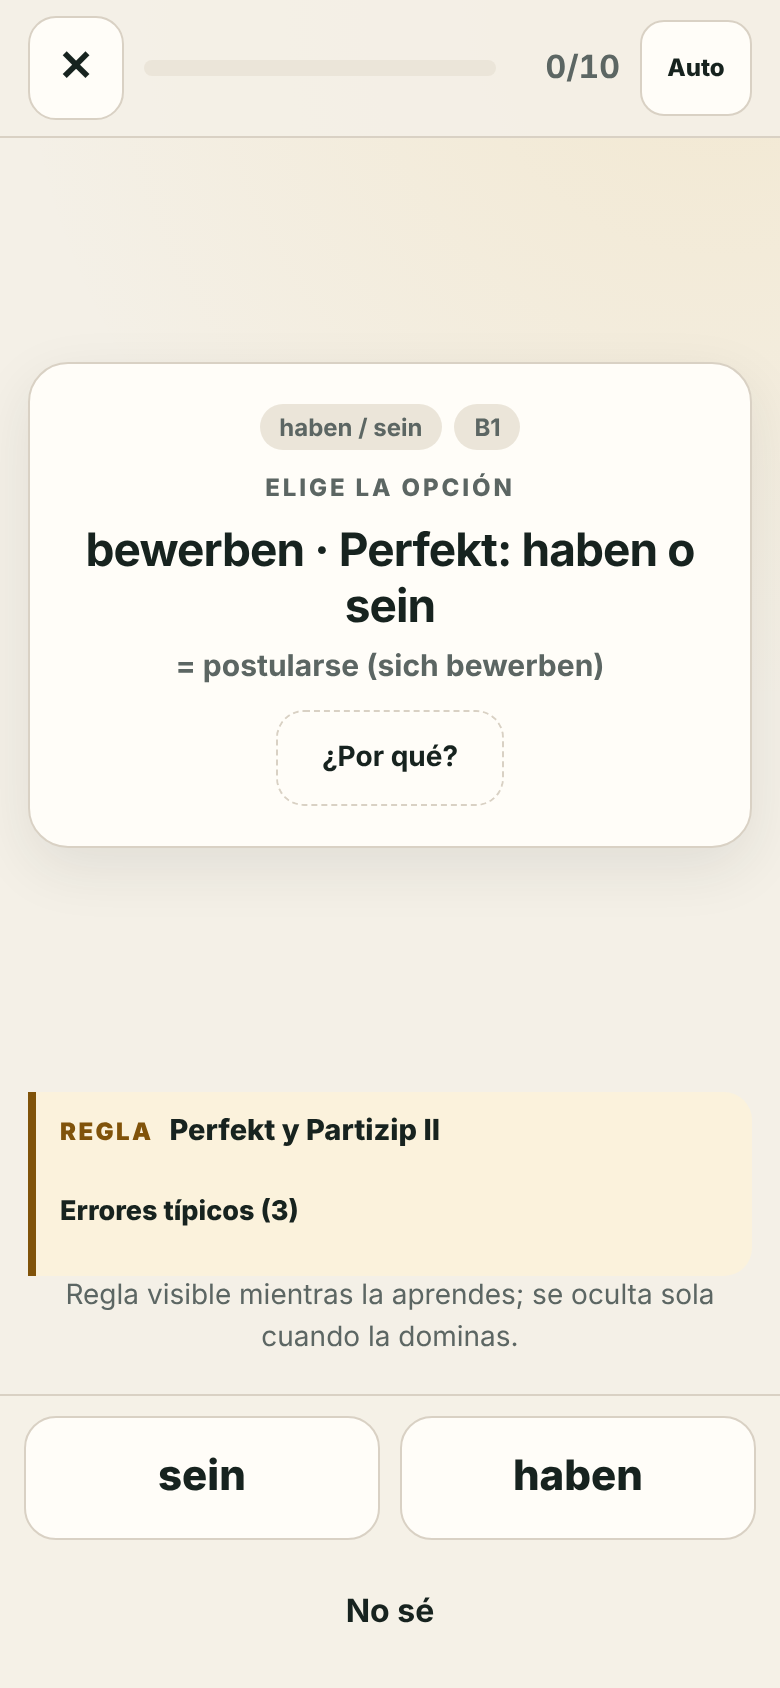 ✕ 0/10 Auto
haben / sein B1
ELIGE LA OPCIÓN
bewerben · Perfekt: haben o
sein
= postularse (sich bewerben)
¿Por qué?
REGLA Perfekt y Partizip II
Errores típicos (3)
Regla visible mientras la aprendes; se oculta sola
cuando la dominas.
sein haben
No sé